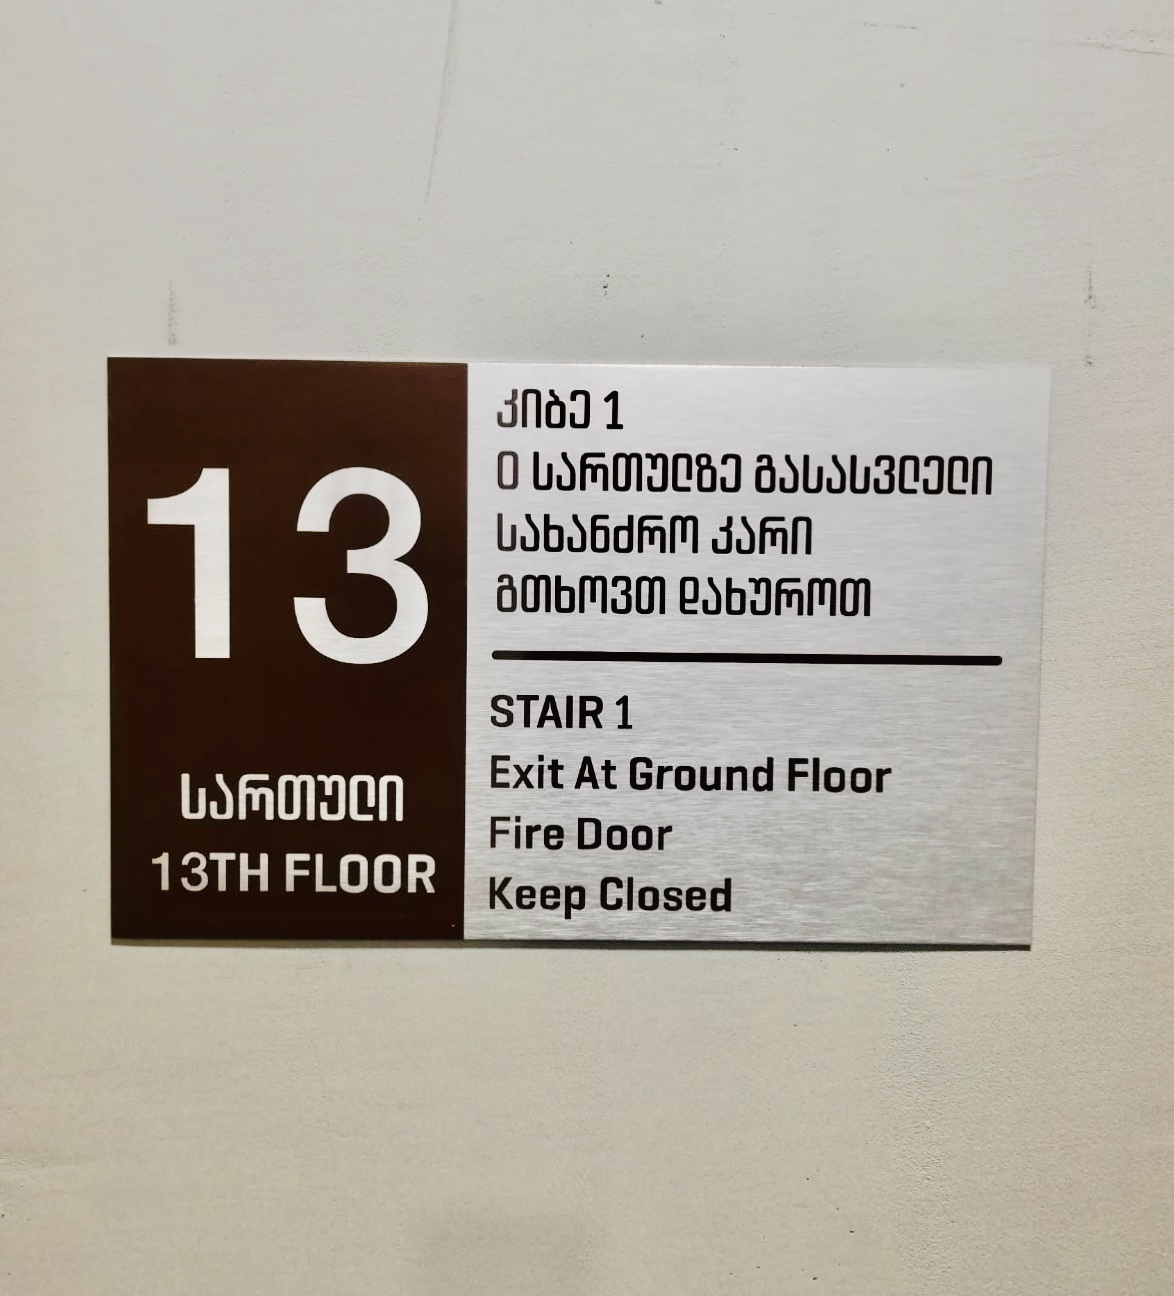 13
სართული
13TH FLOOR
კიბე 1
0 სართულზე გასასვლელი
სახანძრო კარი
გთხოვთ დახუროთ
STAIR 1
Exit At Ground Floor
Fire Door
Keep Closed